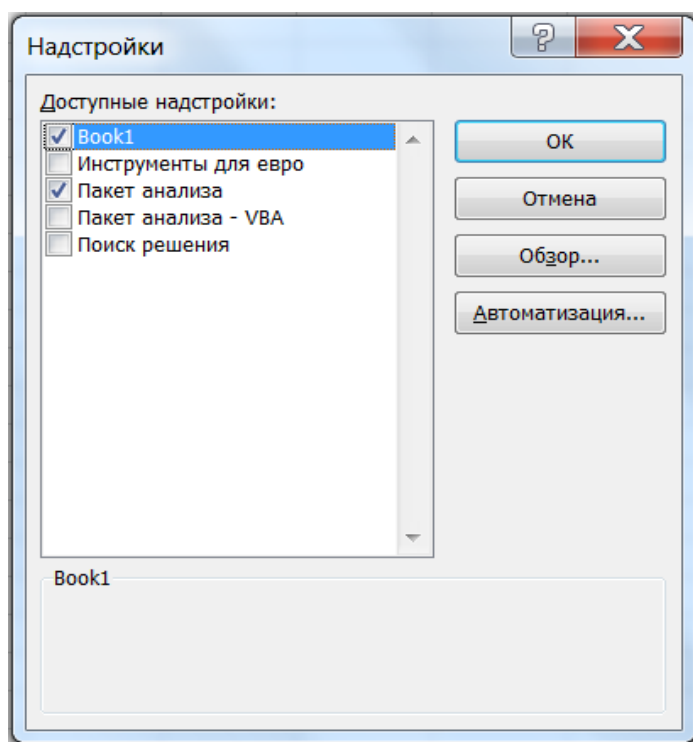 Надстройки
Доступные надстройки:
Book1
Инструменты для евро
Пакет анализа
Пакет анализа - VBA
Поиск решения
ОК
Отмена
Обзор...
Автоматизация...
Book1